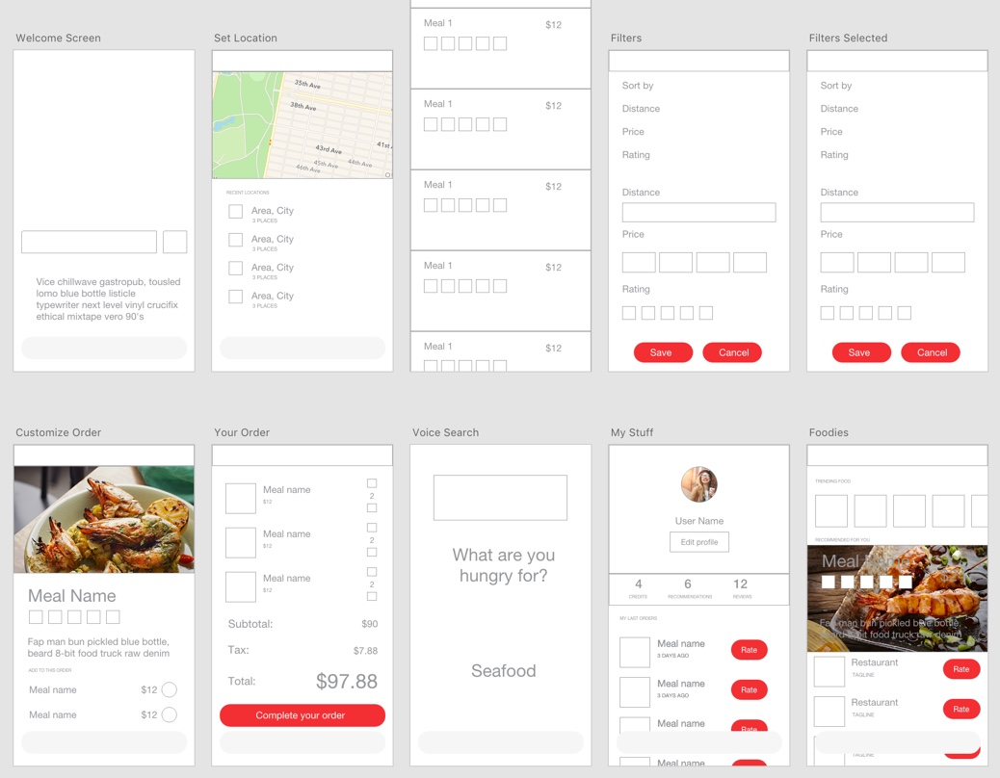 Welcome Screen
Vice chillwave gastropub, tousled
lomo blue bottle listicle
typewriter next level vinyl crucifix
ethical mixtape vero 90's
Set Location
35th Ave
38th Ave
43rd Ave
41st
45th Ave
44th Ave
46th Ave
RECENT LOCATIONS
Area, City
3 PLACES
Area, City
3 PLACES
Area, City
3 PLACES
Area, City
3 PLACES
Meal 1 $12
Meal 1 $12
Meal 1 $12
Meal 1 $12
Meal 1 $12
Filters
Sort by
Distance
Price
Rating
Distance
Price
Rating
Save Cancel
Filters Selected
Sort by
Distance
Price
Rating
Distance
Price
Rating
Save Cancel
Customize Order
Meal Name
Fap man bun pickled blue bottle,
beard 8-bit food truck raw denim
ADD TO THIS ORDER
Meal name $12
Meal name $12
Your Order
Meal name
$12
2
Meal name
$12
2
Meal name
$12
2
Subtotal: $90
Tax: $7.88
Total: $97.88
Complete your order
Voice Search
What are you
hungry for?
Seafood
My Stuff
User Name
Edit profile
4 6 12
CREDITS RECOMMENDATIONS REVIEWS
MY LAST ORDERS
Meal name
3 DAYS AGO
Rate
Meal name
3 DAYS AGO
Rate
Meal name
Rate
Meal name
Foodies
TRENDING FOOD
RECOMMENDED FOR YOU
Meal Name
Fap man bun pickled blue bottle,
beard 8-bit food truck raw denim
Restaurant
TAGLINE
Rate
Restaurant
TAGLINE
Rate
TAGLINE